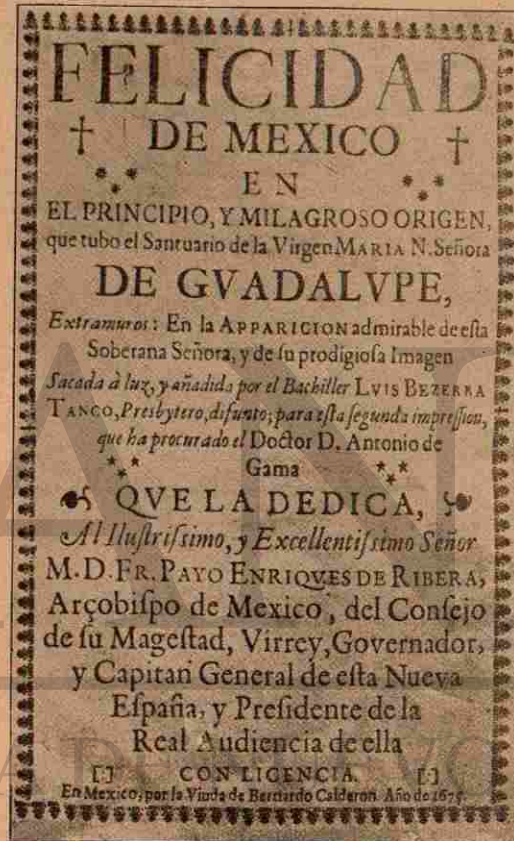 FELICIDAD
DE MEXICO
EN
EL PRINCIPIO, Y MILAGROSO ORIGEN,
que tubo el Santuario de la Virgen MARIA N. Señora
DE GVADALVPE,
Extramuros: En la APPARICION admirable de eſta
Soberana Señora, y de ſu prodigioſa Imagen
Sacada à luz, y añadida por el Bachiller LVIS BEZERRA
TANCO, Preſbytero, difunto; para eſta ſegunda impreſſion,
que ha procurado el Doctor D. Antonio de
Gama
QVE LA DEDICA,
Al Iluſtriſsimo, y Excellentiſsimo Señor
M. D. FR. PAYO ENRIQVES DE RIBERA,
Arçobiſpo de Mexico, del Conſejo
de ſu Mageſtad, Virrey, Governador,
y Capitan General de eſta Nueva
Eſpaña, y Preſidente de la
Real Audiencia de ella
CON LICENCIA.
En Mexico, por la Viuda de Bernardo Calderon. Año de 1675.